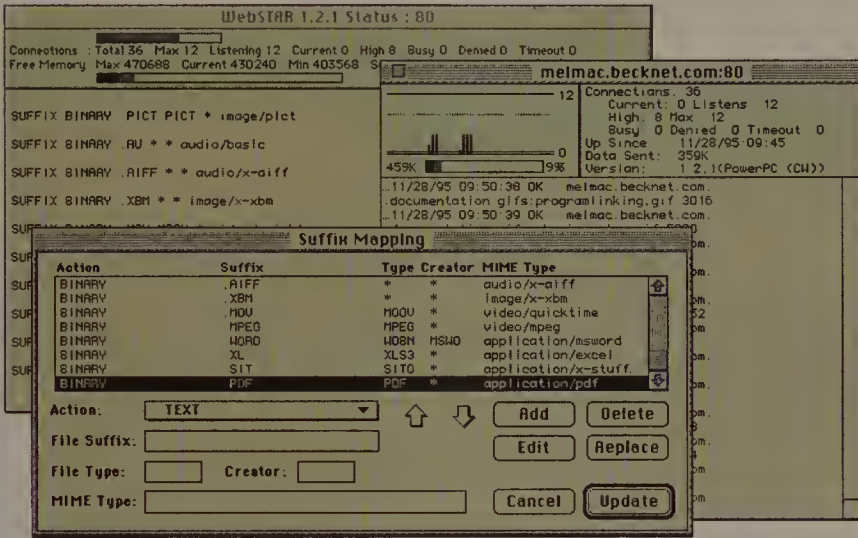 WebSTAR 1.2.1 Status : 80
Connections : Total 36 Max 12 Listening 12 Current 0 High 8 Busy 0 Denied 0 Timeout 0
Free Memory Max 470688 Current 430240 Min 403568
SUFFIX BINARY PICT PICT * image/pict
SUFFIX BINARY .AU * * audio/basic
SUFFIX BINARY .AIFF * * audio/x-aiff
SUFFIX BINARY .XBM * * image/x-xbm
melmac.becknet.com:80
12
0
459K 9%
Connections. 36
Current: 0 Listens 12
High. 8 Max 12
Busy 0 Denied 0 Timeout 0
Up Since 11/28/95 09:45
Data Sent: 359K
Version: 1 2.1(PowerPC (CW))
...11/28/95 09:50:38 OK melmac.becknet.com.
.documentation gifs:programlinking.gif 3016
...11/28/95 09:50:39 OK melmac.becknet.com.
Suffix Mapping
Action Suffix Type Creator MIME Type
BINARY .AIFF * * audio/x-aiff
BINARY .XBM * * image/x-xbm
BINARY .MOV MOOV * video/quicktime
BINARY MPEG MPEG * video/mpeg
BINARY WORD WDBN MSWD application/msword
BINARY XL XLS3 * application/excel
BINARY SIT SITD * application/x-stuff.
BINARY PDF PDF * application/pdf
Action: TEXT
Add Delete
File Suffix:
Edit Replace
File Type: Creator:
MIME Type:
Cancel Update